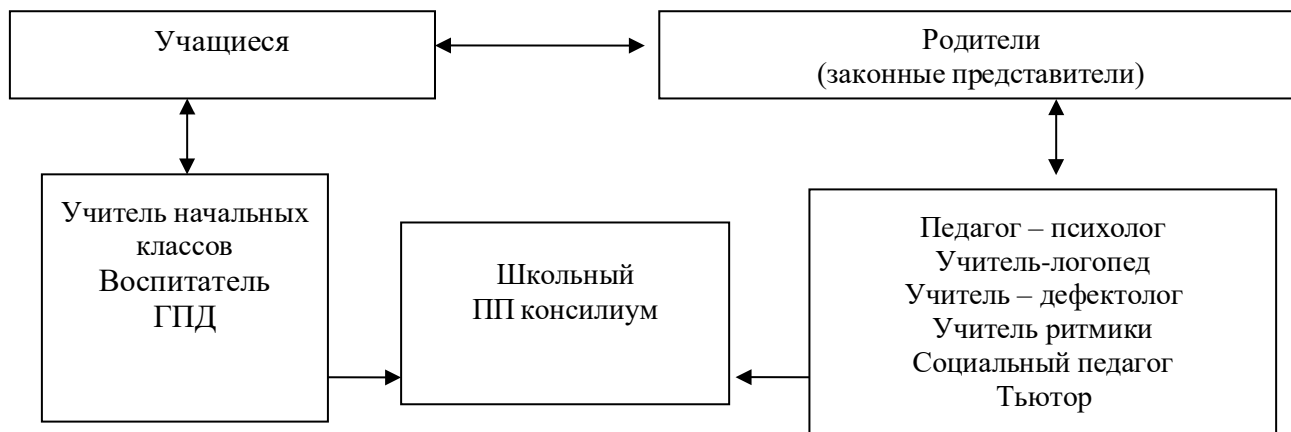 Учащиеся
Родители
(законные представители)
Учитель начальных
классов
Воспитатель
ГПД
Школьный
ПП консилиум
Педагог – психолог
Учитель-логопед
Учитель – дефектолог
Учитель ритмики
Социальный педагог
Тьютор